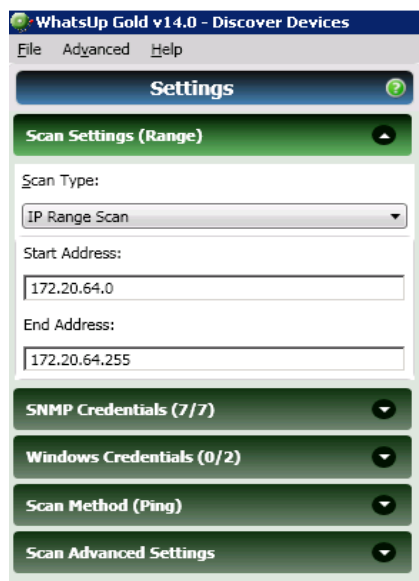 WhatsUp Gold v14.0 - Discover Devices
File Advanced Help
Settings
Scan Settings (Range)
Scan Type:
IP Range Scan
Start Address:
172.20.64.0
End Address:
172.20.64.255
SNMP Credentials (7/7)
Windows Credentials (0/2)
Scan Method (Ping)
Scan Advanced Settings